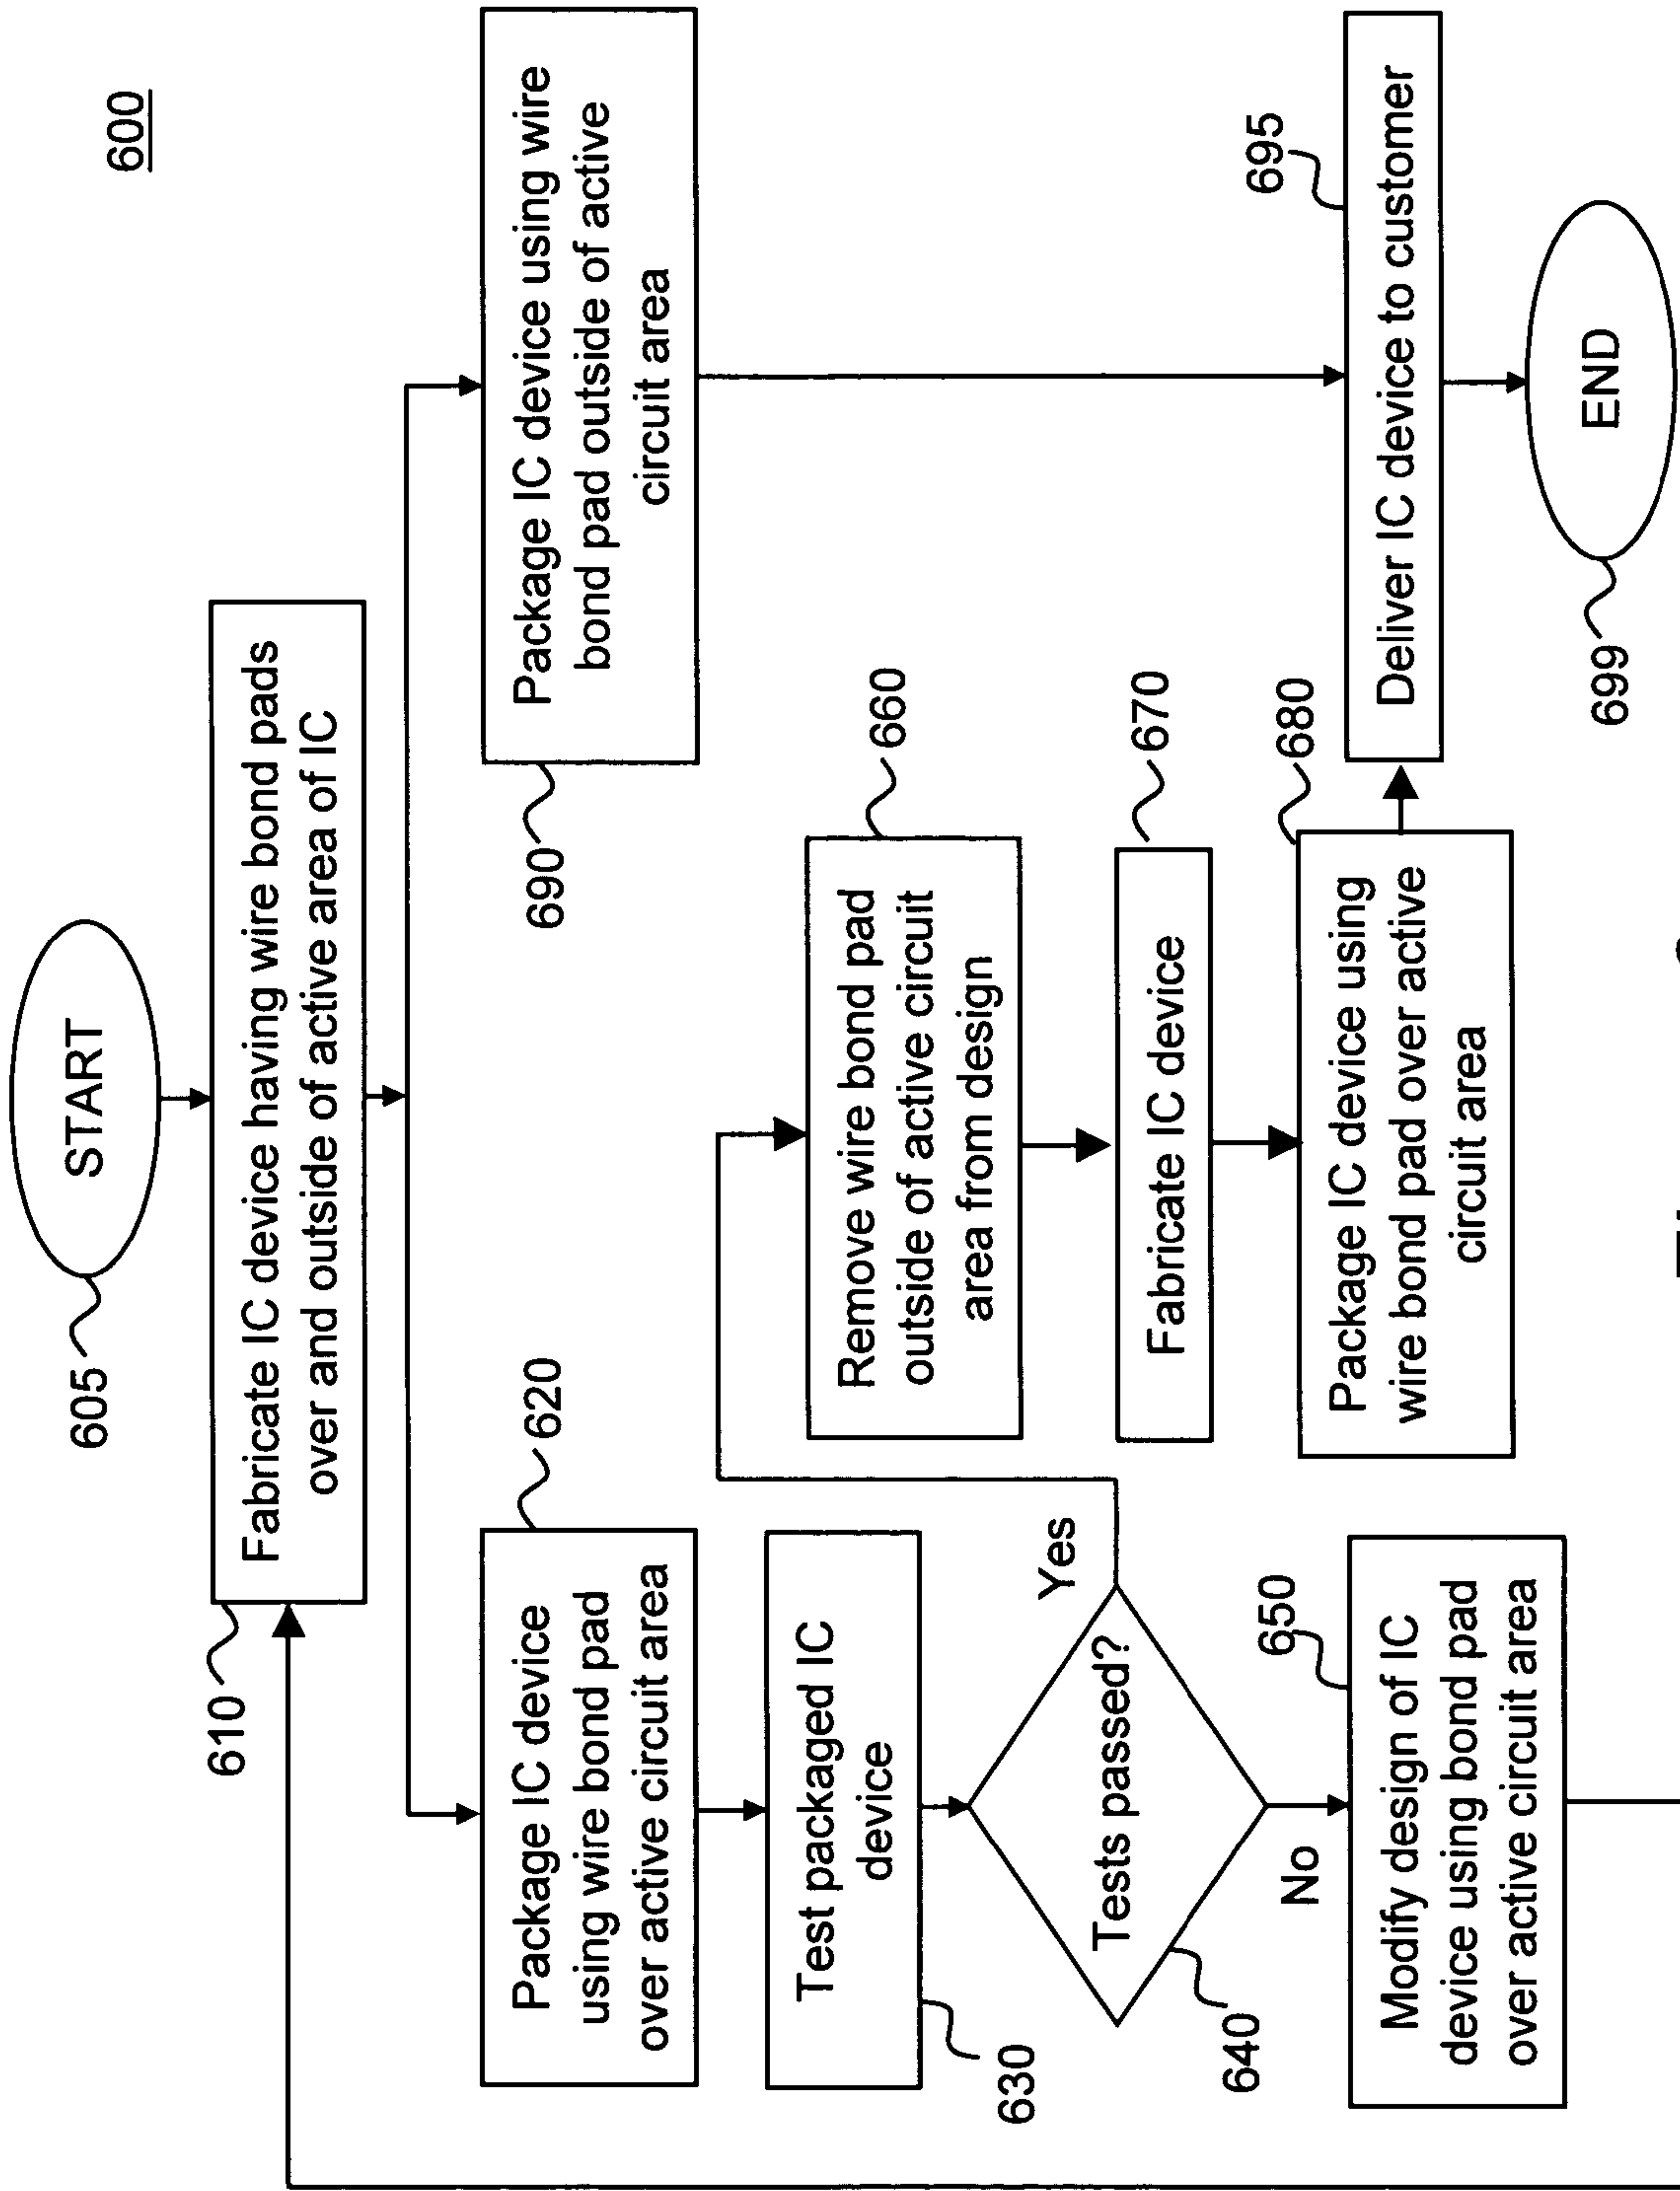 600
START
605
610
Fabricate IC device having wire bond pads
over and outside of active area of IC
620
Package IC device
using wire bond pad
over active circuit area
630
Test packaged IC
device
640
Tests passed?
Yes
No
650
Modify design of IC
device using bond pad
over active circuit area
660
Remove wire bond pad
outside of active circuit
area from design
670
Fabricate IC device
680
Package IC device using
wire bond pad over active
circuit area
690
Package IC device using wire
bond pad outside of active
circuit area
695
Deliver IC device to customer
699
END